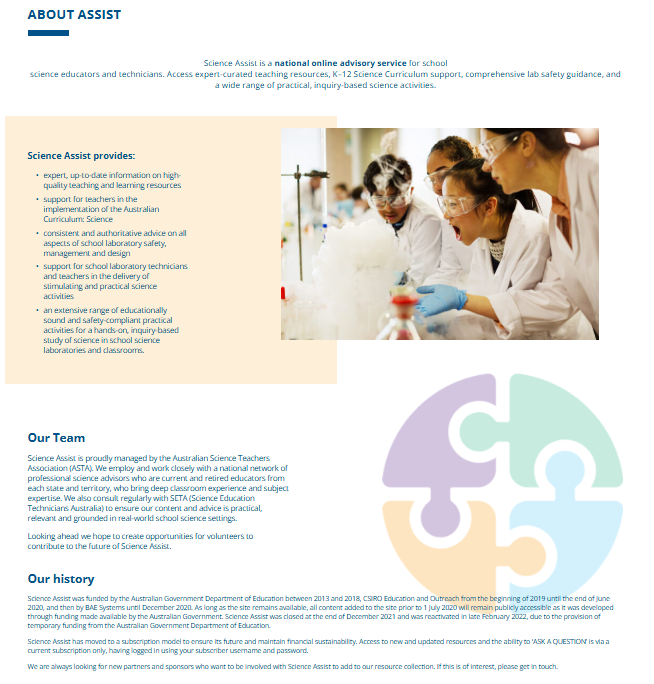 ABOUT ASSIST
Science Assist is a national online advisory service for school
science educators and technicians. Access expert-curated teaching resources, K–12 Science Curriculum support, comprehensive lab safety guidance, and
a wide range of practical, inquiry-based science activities.
Science Assist provides:
• expert, up-to-date information on high-
quality teaching and learning resources
• support for teachers in the
implementation of the Australian
Curriculum: Science
• consistent and authoritative advice on all
aspects of school laboratory safety,
management and design
• support for school laboratory technicians
and teachers in the delivery of
stimulating and practical science
activities
• an extensive range of educationally
sound and safety-compliant practical
activities for a hands-on, inquiry-based
study of science in school science
laboratories and classrooms.
Our Team
Science Assist is proudly managed by the Australian Science Teachers
Association (ASTA). We employ and work closely with a national network of
professional science advisors who are current and retired educators from
each state and territory, who bring deep classroom experience and subject
expertise. We also consult regularly with SETA (Science Education
Technicians Australia) to ensure our content and advice is practical,
relevant and grounded in real-world school science settings.
Looking ahead we hope to create opportunities for volunteers to
contribute to the future of Science Assist.
Our history
Science Assist was funded by the Australian Government Department of Education between 2013 and 2018, CSIRO Education and Outreach from the beginning of 2019 until the end of June
2020, and then by BAE Systems until December 2020. As long as the site remains available, all content added to the site prior to 1 July 2020 will remain publicly accessible as it was developed
through funding made available by the Australian Government. Science Assist was closed at the end of December 2021 and was reactivated in late February 2022, due to the provision of
temporary funding from the Australian Government Department of Education.
Science Assist has moved to a subscription model to ensure its future and maintain financial sustainability. Access to new and updated resources and the ability to 'ASK A QUESTION' is via a
current subscription only, having logged in using your subscriber username and password.
We are always looking for new partners and sponsors who want to be involved with Science Assist to add to our resource collection. If this is of interest, please get in touch.